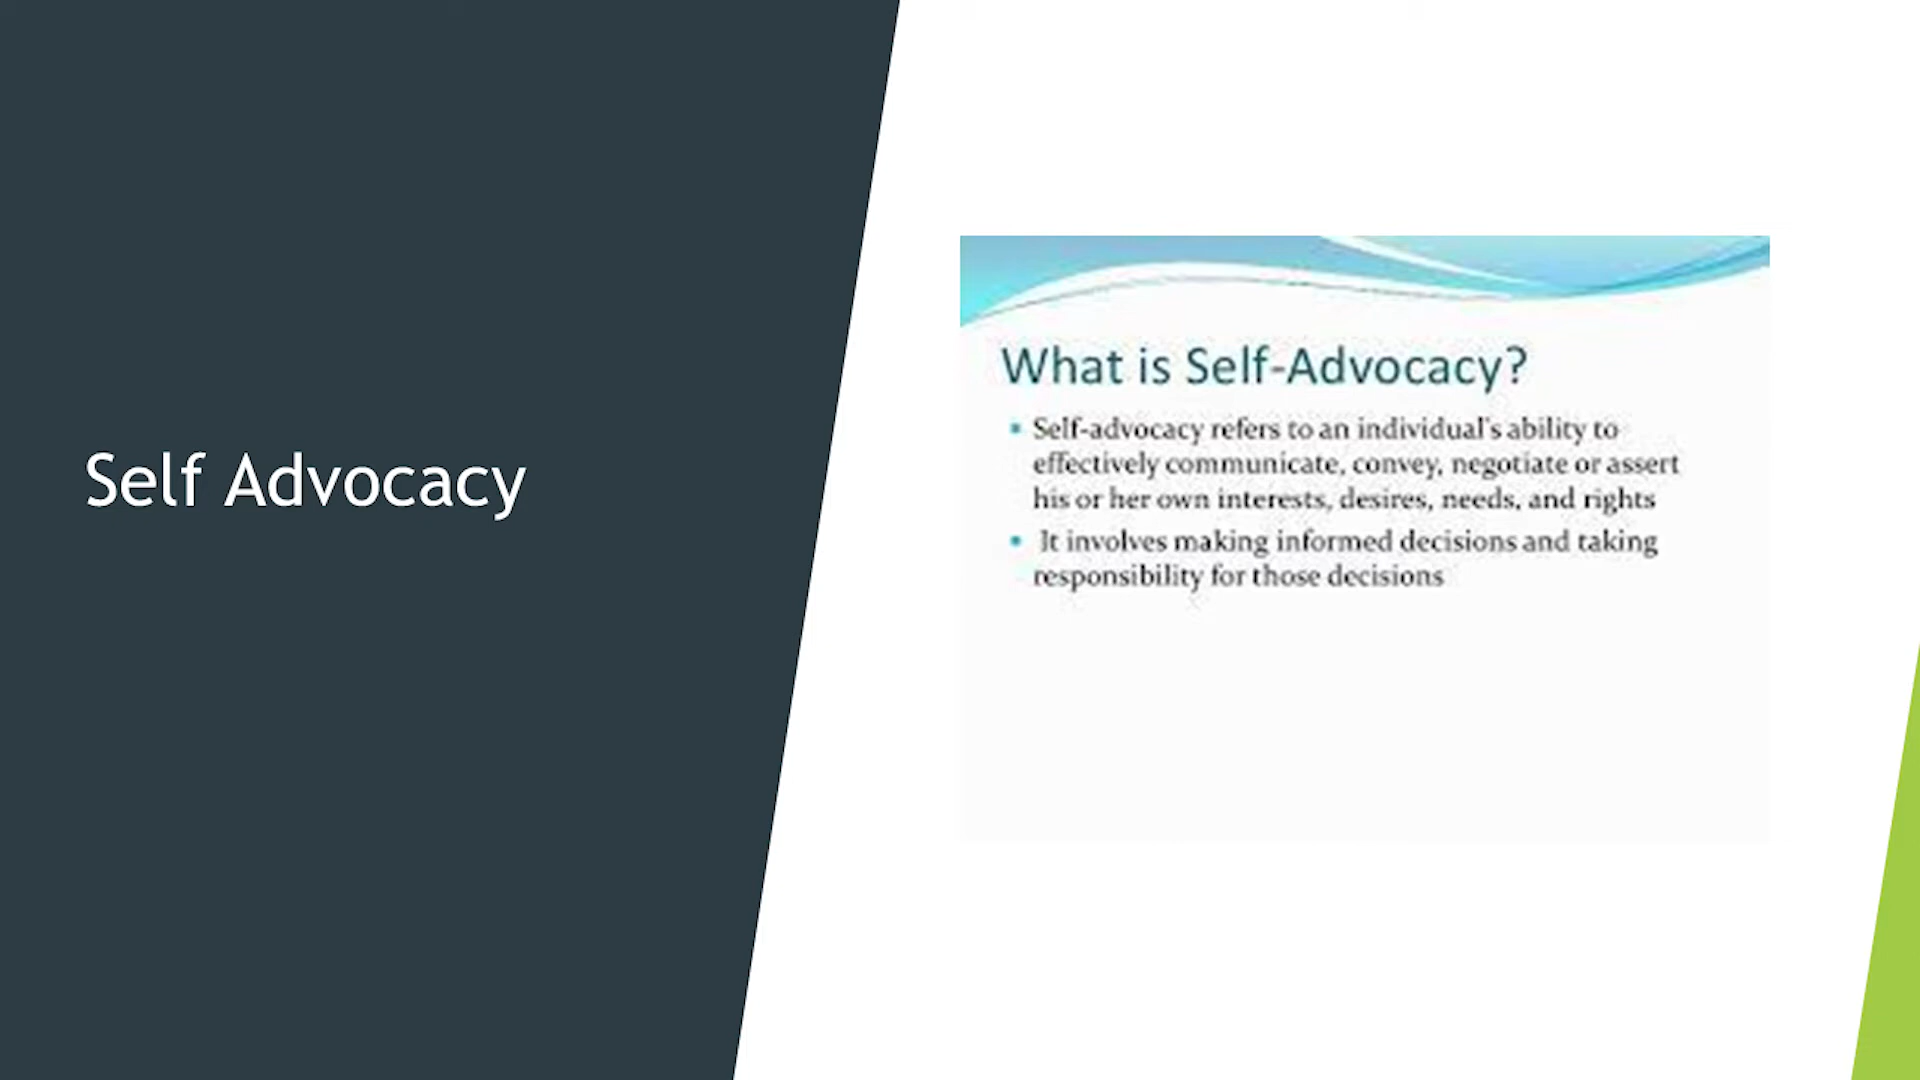 Self Advocacy
What is Self-Advocacy?
▪ Self-advocacy refers to an individual's ability to
effectively communicate, convey, negotiate or assert
his or her own interests, desires, needs, and rights
▪ It involves making informed decisions and taking
responsibility for those decisions